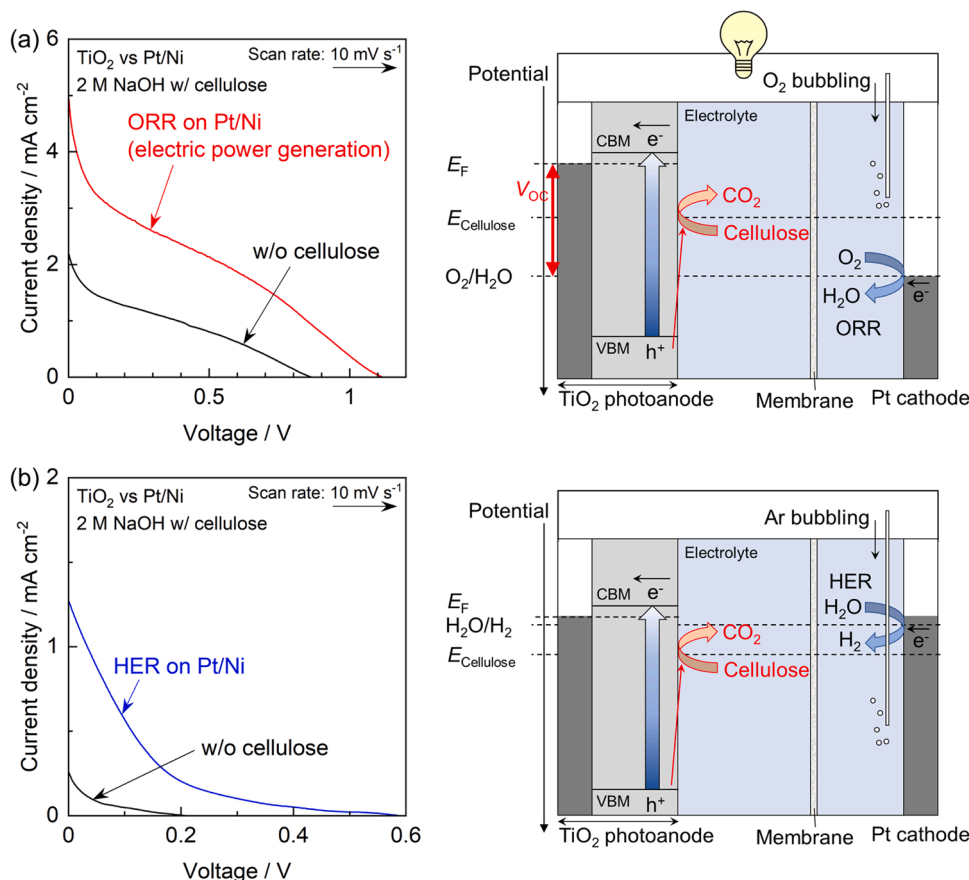 (a)
6
4
2
0
0
0.5
1
Current density / mA cm-2
Voltage / V
TiO2 vs Pt/Ni
Scan rate: 10 mV s-1
2 M NaOH w/ cellulose
ORR on Pt/Ni
(electric power generation)
w/o cellulose
Potential
O2 bubbling
Electrolyte
CBM
e-
EF
VOC
CO2
ECellulose
Cellulose
O2/H2O
O2
H2O
e-
ORR
VBM
h+
TiO2 photoanode
Membrane
Pt cathode
(b)
2
1
0
0
0.2
0.4
0.6
Current density / mA cm-2
Voltage / V
TiO2 vs Pt/Ni
Scan rate: 10 mV s-1
2 M NaOH w/ cellulose
HER on Pt/Ni
w/o cellulose
Potential
Ar bubbling
Electrolyte
HER
CBM
e-
EF
H2O/H2
H2O
CO2
H2
e-
ECellulose
Cellulose
VBM
h+
TiO2 photoanode
Membrane
Pt cathode